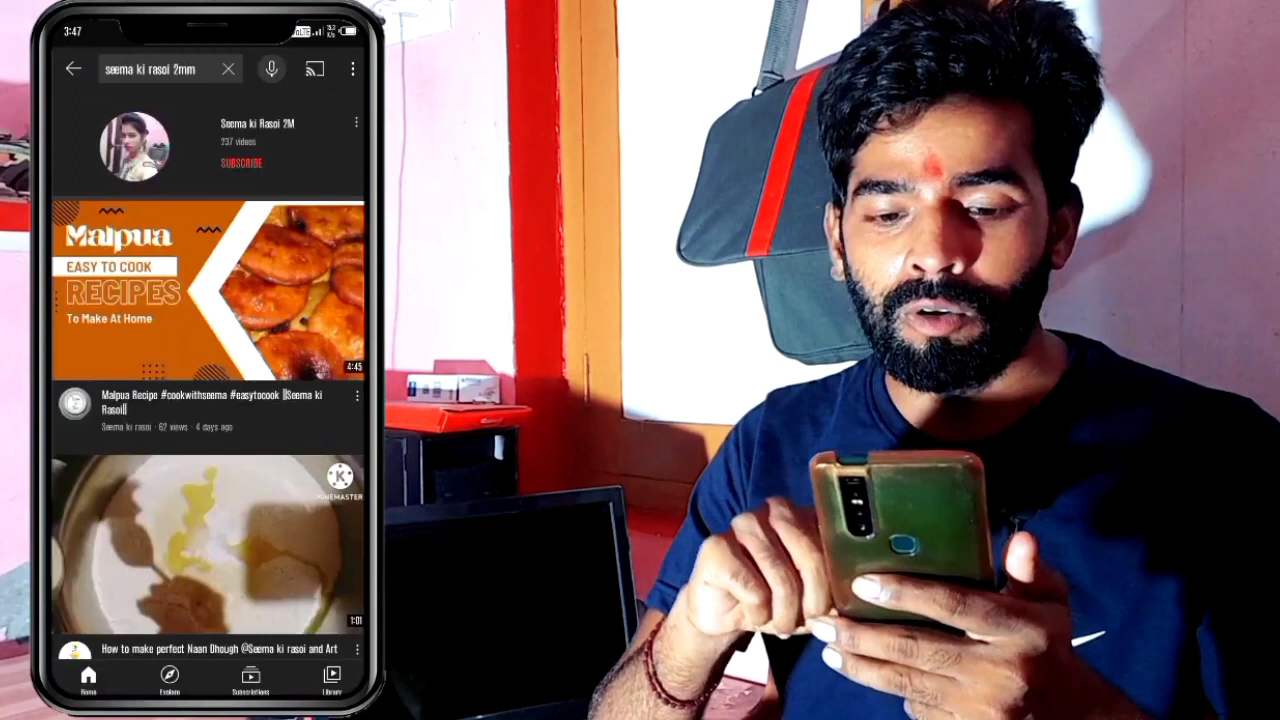 3:47
VOLTE
seema ki rasoi 2mm
Seema ki Rasoi 2M
237 videos
SUBSCRIBE
Malpua
EASY TO COOK
RECIPES
To Make At Home
4:45
Malpua Recipe #cookwithseema #easytocook ||Seema ki
Rasoi||
Seema ki rasoi · 62 views · 4 days ago
K
KINEMASTER
1:01
How to make perfect Naan Dhough @Seema ki rasoi and Art
Home
Explore
Subscriptions
Library